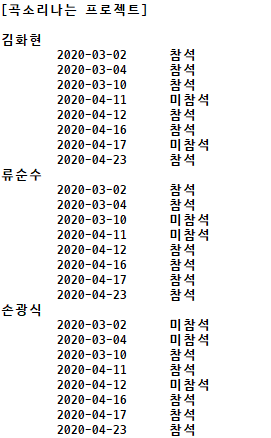 [곡소리나는 프로젝트]
김화현
2020-03-02 참석
2020-03-04 참석
2020-03-10 참석
2020-04-11 미참석
2020-04-12 참석
2020-04-16 참석
2020-04-17 미참석
2020-04-23 참석
류순수
2020-03-02 참석
2020-03-04 참석
2020-03-10 미참석
2020-04-11 미참석
2020-04-12 참석
2020-04-16 참석
2020-04-17 참석
2020-04-23 참석
손광식
2020-03-02 미참석
2020-03-04 미참석
2020-03-10 참석
2020-04-11 참석
2020-04-12 미참석
2020-04-16 참석
2020-04-17 참석
2020-04-23 참석